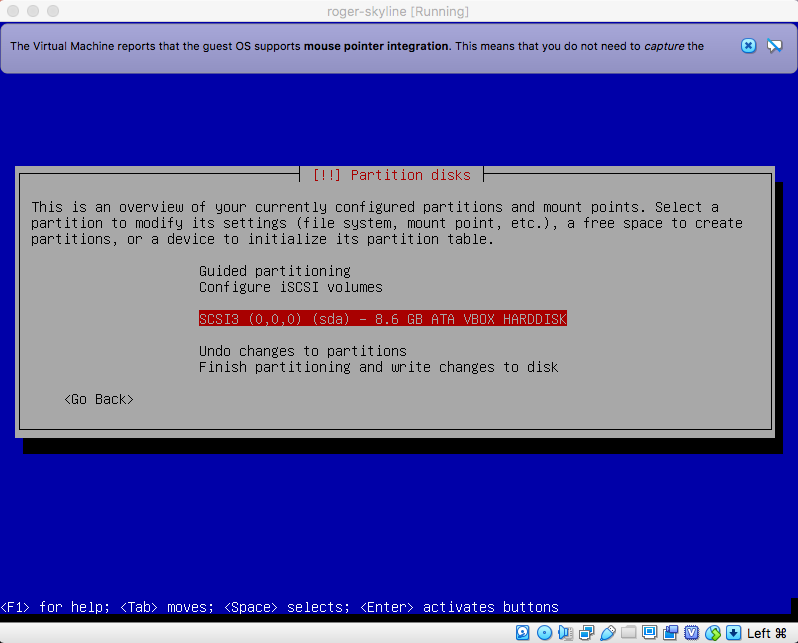 roger-skyline [Running]
The Virtual Machine reports that the guest OS supports mouse pointer integration. This means that you do not need to capture the
[!!] Partition disks
This is an overview of your currently configured partitions and mount points. Select a
partition to modify its settings (file system, mount point, etc.), a free space to create
partitions, or a device to initialize its partition table.
Guided partitioning
Configure iSCSI volumes
SCSI3 (0,0,0) (sda) - 8.6 GB ATA VBOX HARDDISK
Undo changes to partitions
Finish partitioning and write changes to disk
<Go Back>
<F1> for help; <Tab> moves; <Space> selects; <Enter> activates buttons
Left ⌘